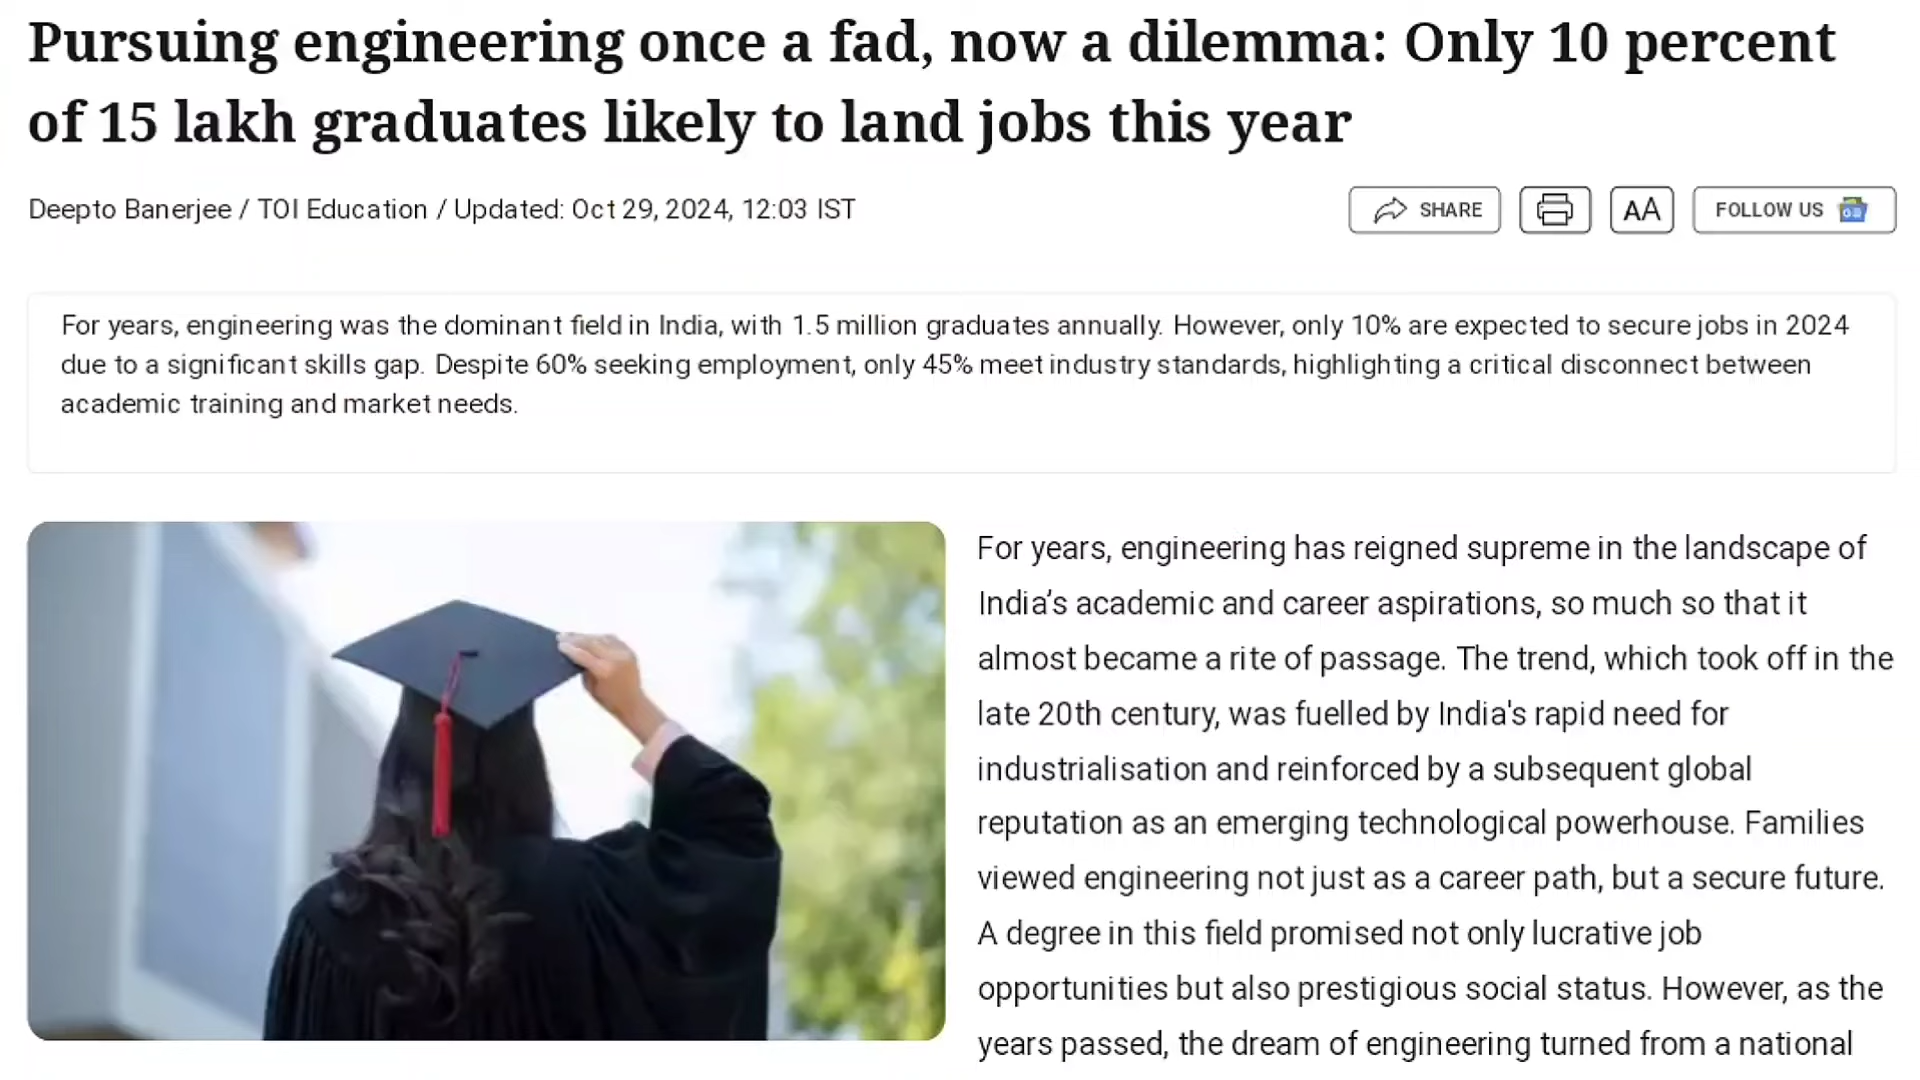 Pursuing engineering once a fad, now a dilemma: Only 10 percent
of 15 lakh graduates likely to land jobs this year
Deepto Banerjee / TOI Education / Updated: Oct 29, 2024, 12:03 IST
SHARE
AA
FOLLOW US
For years, engineering was the dominant field in India, with 1.5 million graduates annually. However, only 10% are expected to secure jobs in 2024
due to a significant skills gap. Despite 60% seeking employment, only 45% meet industry standards, highlighting a critical disconnect between
academic training and market needs.
For years, engineering has reigned supreme in the landscape of
India’s academic and career aspirations, so much so that it
almost became a rite of passage. The trend, which took off in the
late 20th century, was fuelled by India's rapid need for
industrialisation and reinforced by a subsequent global
reputation as an emerging technological powerhouse. Families
viewed engineering not just as a career path, but a secure future.
A degree in this field promised not only lucrative job
opportunities but also prestigious social status. However, as the
years passed, the dream of engineering turned from a national